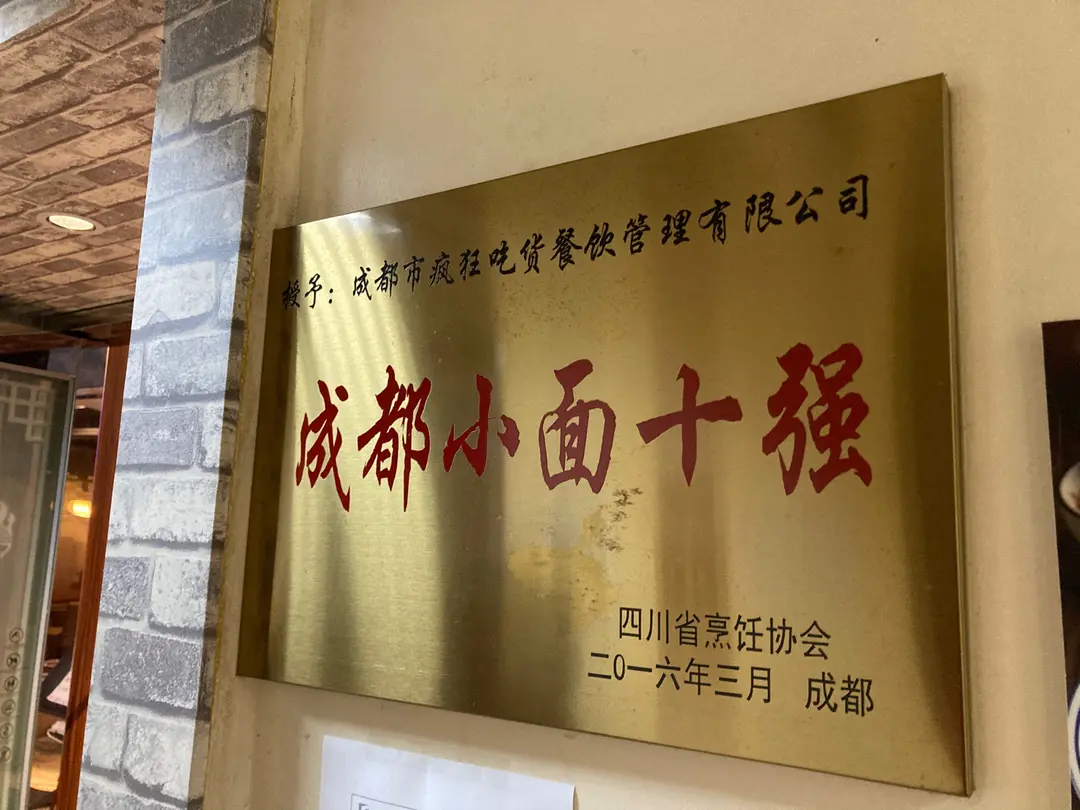 授予：成都市疯狂吃货餐饮管理有限公司
成都小面十强
四川省烹饪协会
二0一六年三月 成都